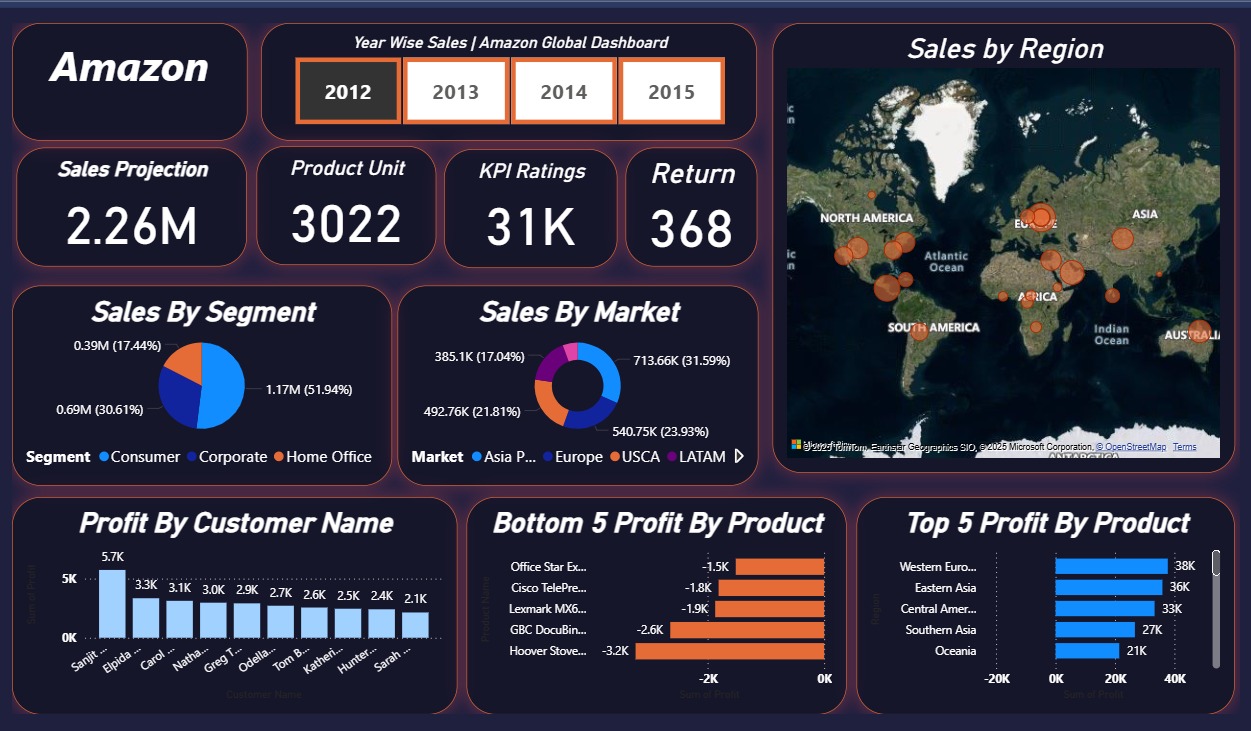 Amazon
Year Wise Sales | Amazon Global Dashboard
2012
2013
2014
2015
Sales Projection
2.26M
Product Unit
3022
KPI Ratings
31K
Return
368
Sales by Region
NORTH AMERICA
EUROPE
ASIA
Atlantic
Ocean
AFRICA
SOUTH AMERICA
Indian
Ocean
AUSTRALIA
© 2025 TomTom, Earthstar Geographics SIO, © 2025 Microsoft Corporation, © OpenStreetMap Terms
ANTARCTICA
Sales By Segment
0.39M (17.44%)
1.17M (51.94%)
0.69M (30.61%)
Segment Consumer Corporate Home Office
Sales By Market
385.1K (17.04%)
713.66K (31.59%)
492.76K (21.81%)
540.75K (23.93%)
Market Asia P... Europe USCA LATAM
Profit By Customer Name
Sum of Profit
5K
0K
5.7K
3.3K
3.1K
3.0K
2.9K
2.7K
2.6K
2.5K
2.4K
2.1K
Sanjit ...
Elpida ...
Carol ...
Natha...
Greg T...
Odella...
Tom B...
Katheri...
Hunter...
Sarah ...
Customer Name
Bottom 5 Profit By Product
Product Name
Office Star Ex... -1.5K
Cisco TelePre... -1.8K
Lexmark MX6... -1.9K
GBC DocuBin... -2.6K
Hoover Stove... -3.2K
-2K 0K
Sum of Profit
Top 5 Profit By Product
Region
Western Euro... 38K
Eastern Asia 36K
Central Amer... 33K
Southern Asia 27K
Oceania 21K
-20K 0K 20K 40K
Sum of Profit